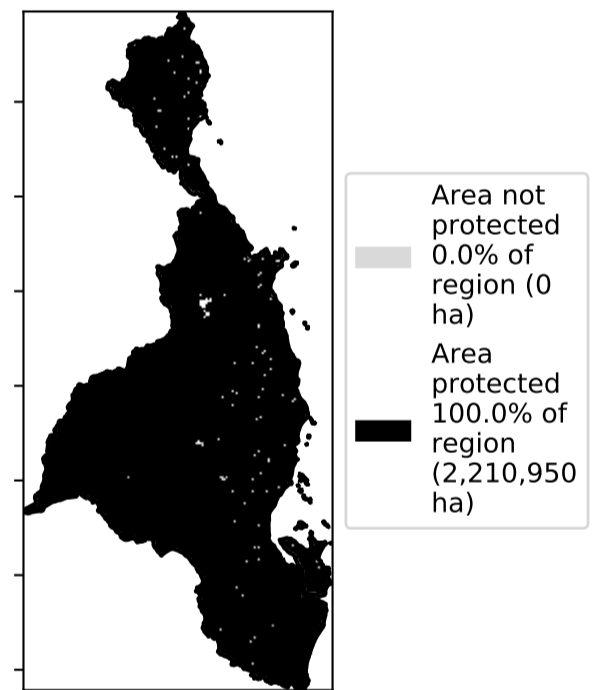 Area not
protected
0.0% of
region (0
ha)
Area
protected
100.0% of
region
(2,210,950
ha)